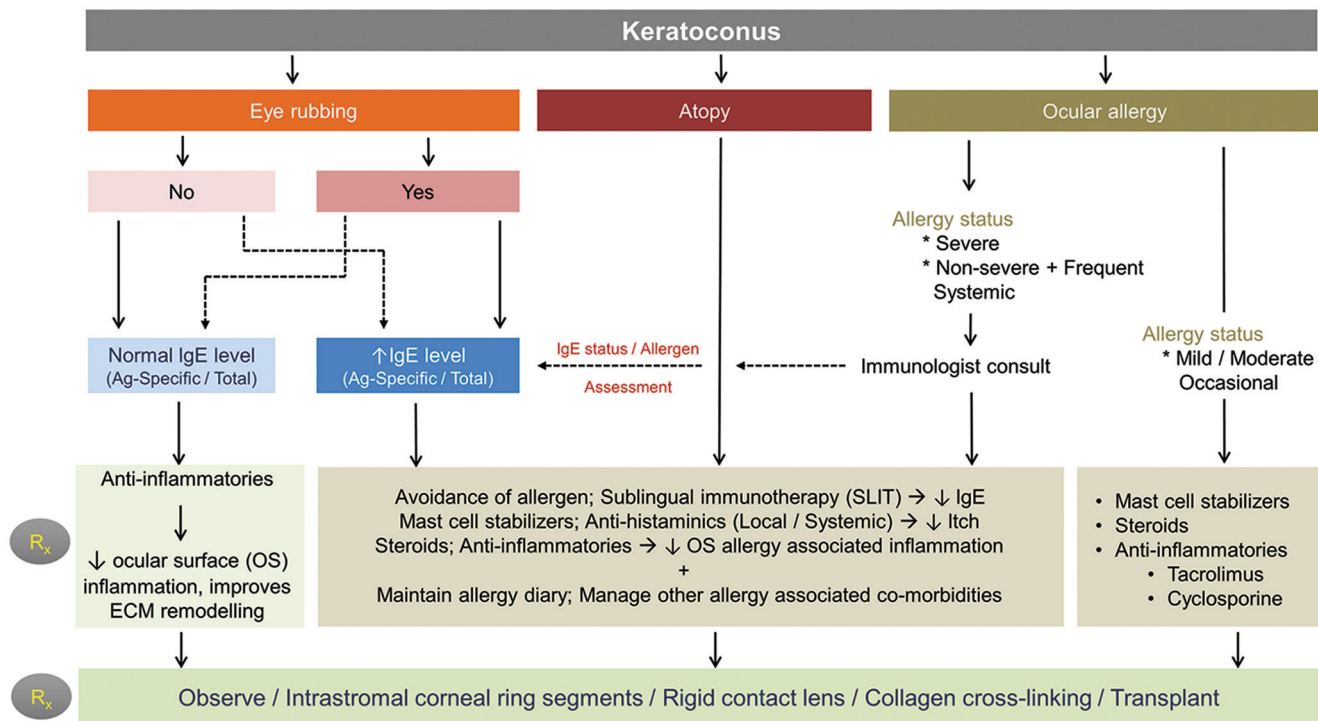 Keratoconus
Eye rubbing
Atopy
Ocular allergy
No
Yes
Allergy status
* Severe
* Non-severe + Frequent
Systemic
Allergy status
* Mild / Moderate
Occasional
Normal IgE level
(Ag-Specific / Total)
↑IgE level
(Ag-Specific / Total)
IgE status / Allergen
Assessment
Immunologist consult
Rx
Anti-inflammatories
↓ ocular surface (OS)
inflammation, improves
ECM remodelling
Avoidance of allergen; Sublingual immunotherapy (SLIT) → ↓ IgE
Mast cell stabilizers; Anti-histaminics (Local / Systemic) → ↓ Itch
Steroids; Anti-inflammatories → ↓ OS allergy associated inflammation
+
Maintain allergy diary; Manage other allergy associated co-morbidities
• Mast cell stabilizers
• Steroids
• Anti-inflammatories
• Tacrolimus
• Cyclosporine
Rx
Observe / Intrastromal corneal ring segments / Rigid contact lens / Collagen cross-linking / Transplant